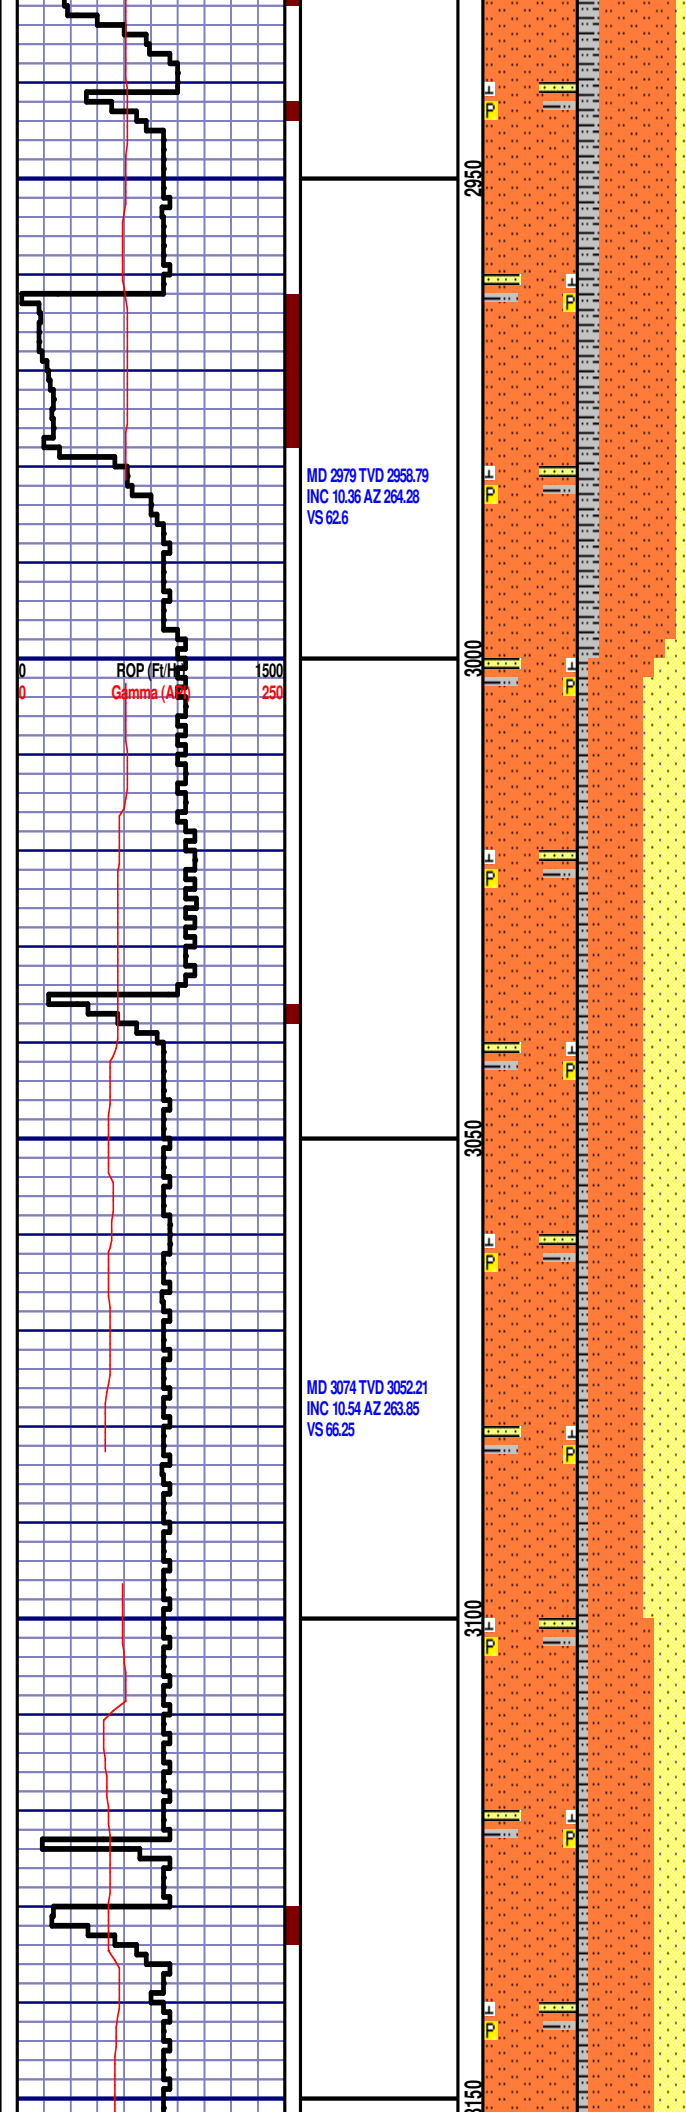 P
2950
P
MD 2979 TVD 2958.79
INC 10.36 AZ 264.28
VS 62.6
P
0 ROP (Ft/H 1500
0 Gamma (API) 250
3000
P
P
P
3050
P
MD 3074 TVD 3052.21
INC 10.54 AZ 263.85
VS 66.25
P
3100
P
P
P
3150